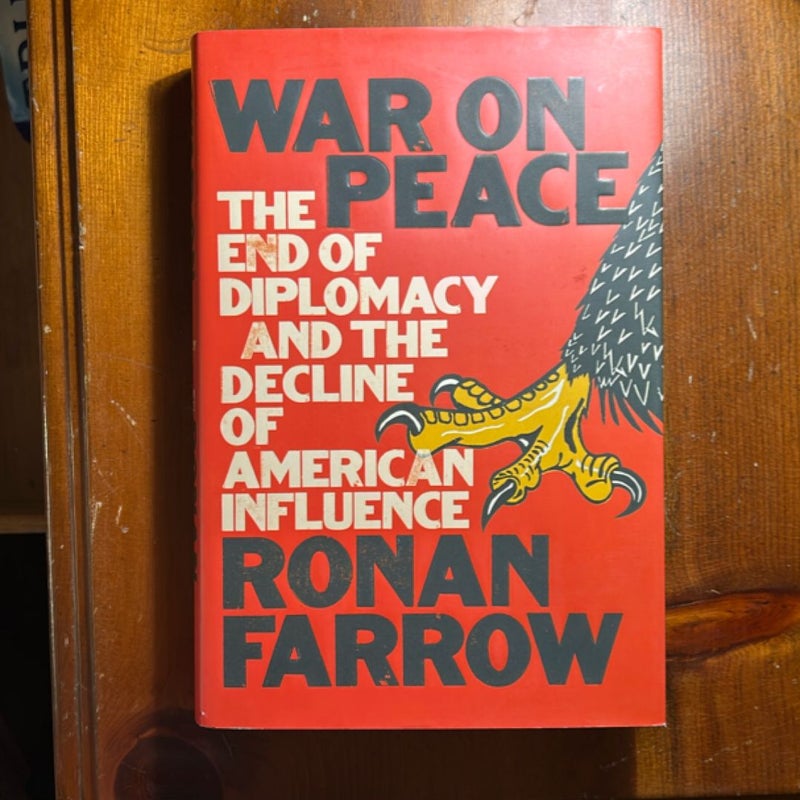 WAR ON
PEACE
THE
END OF
DIPLOMACY
AND THE
DECLINE
OF
AMERICAN
INFLUENCE
RONAN
FARROW